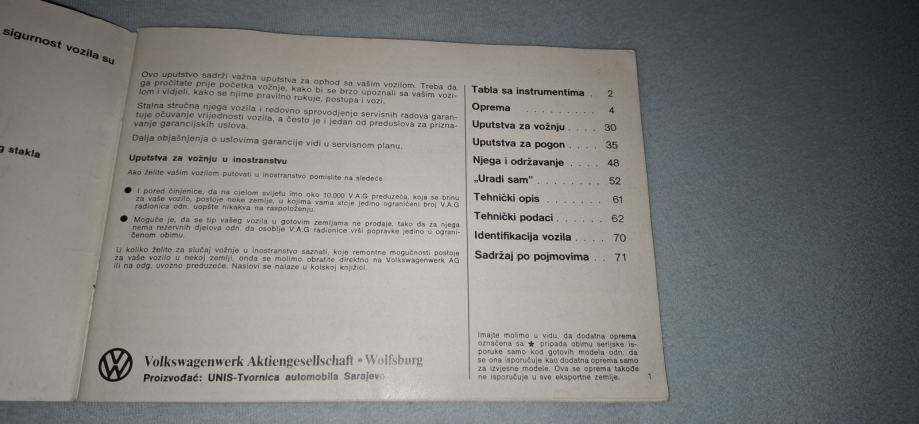 sigurnost vozila su
g stakla
Ovo uputstvo sadrži važna uputstva za ophod sa vašim vozilom. Treba da
ga pročitate prije početka vožnje, kako bi se brzo upoznali sa vašim vozi-
lom i vidjeli, kako se njime pravilno rukuje, postupa i vozi.
Stalna stručna njega vozila i redovno sprovodjenje servisnih radova garan-
tuje očuvanje vrijednosti vozila, a često je i jedan od preduslova za prizna-
vanje garancijskih uslova.
Dalja objašnjenja o uslovima garancije vidi u servisnom planu.
Uputstva za vožnju u inostranstvu
Ako želite vašim vozilom putovati u inostranstvo pomislite na sledeće:
● I pored činjenice, da na cjelom svijetu imo oko 10.000 V.A.G preduzeća, koja se brinu
za vaše vozilo, postoje neke zemlje, u kojima vama stoje jedino ograničeni broj V.A.G
radionica odn. uopšte nikakva na raspoloženju.
● Moguče je, da se tip vašeg vozila u gotovim zemljama ne prodaje, tako da za njega
nema rezervnih djelova odn. da osoblje V.A.G radionice vrši popravke jedino u ograni-
čenom obimu.
U koliko želite za slučaj vožnje u inostranstvo saznati, koje remontne mogučnosti postoje
za vaše vozilo u nekoj zemlji, onda se molimo obratite direktno na Volkswagenwerk AG
ili na odg. uvozno preduzeće. Naslovi se nalaze u kolskoj knjižici.
Volkswagenwerk Aktiengesellschaft • Wolfsburg
Proizvođač: UNIS-Tvornica automobila Sarajevo
Tabla sa instrumentima . 2
Oprema . . . . . . . . 4
Uputstva za vožnju . . . . 30
Uputstva za pogon . . . . 35
Njega i održavanje . . . . 48
„Uradi sam” . . . . . . . . 52
Tehnički opis . . . . . . . 61
Tehnički podaci . . . . . . 62
Identifikacija vozila . . . . 70
Sadržaj po pojmovima . . 71
Imajte molimo u vidu, da dodatna oprema
označena sa ★ pripada obimu serijske is-
poruke samo kod gotovih modela odn. da
se ona isporučuje kao dodatna oprema samo
za izvjesne modele. Ova se oprema takođe
ne isporučuje u sve eksportne zemlje.
1